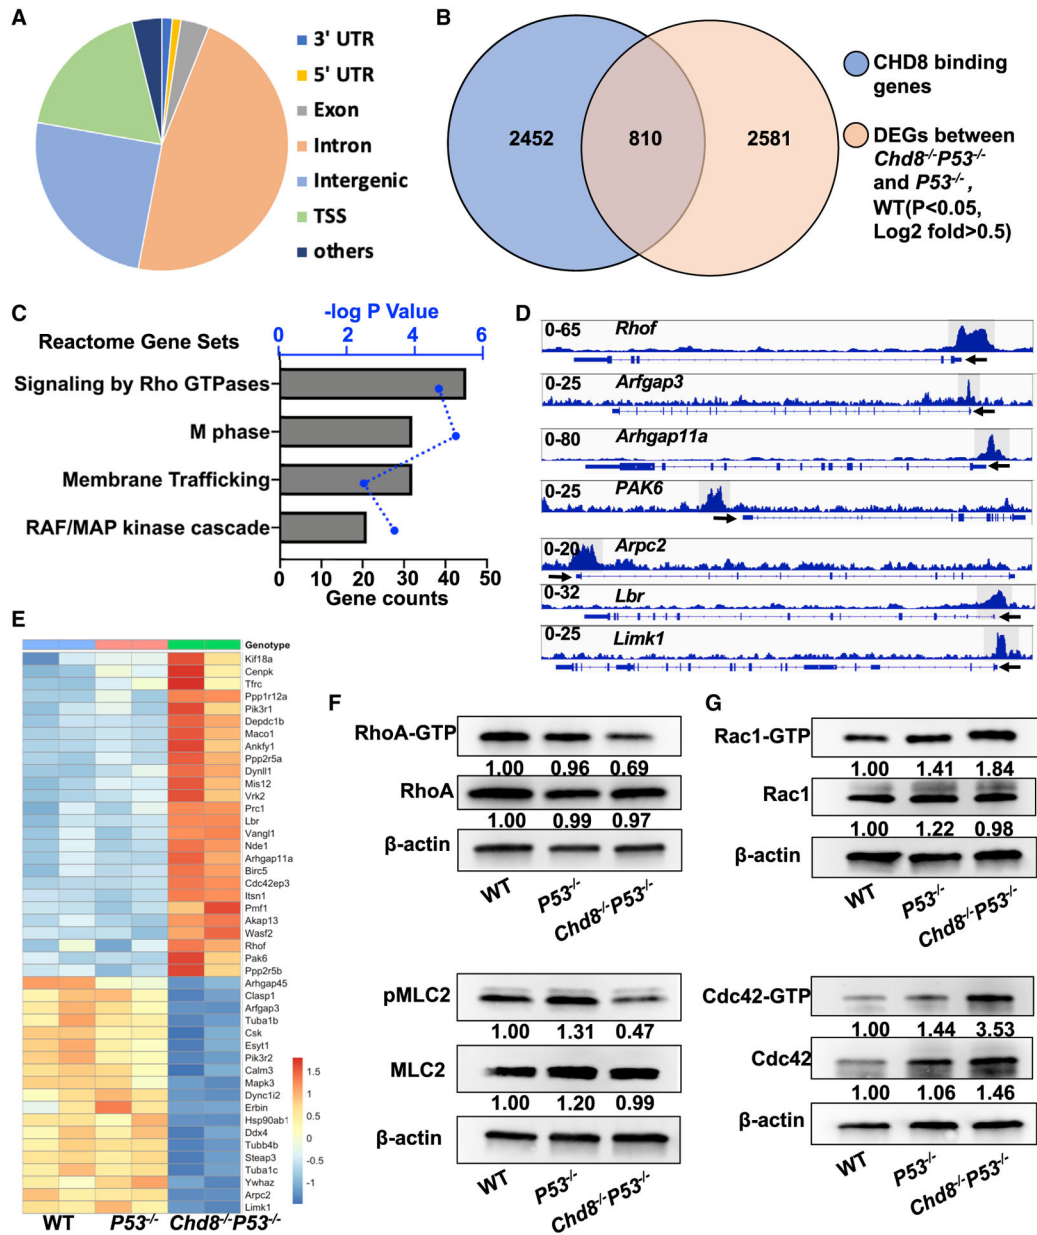 A
3' UTR
5' UTR
Exon
Intron
Intergenic
TSS
others
B
2452
810
2581
CHD8 binding
genes
DEGs between
Chd8-/-P53-/-
and P53-/- ,
WT(P<0.05,
Log2 fold>0.5)
C
-log P Value
Reactome Gene Sets
0 2 4 6
Signaling by Rho GTPases
M phase
Membrane Trafficking
RAF/MAP kinase cascade
0 10 20 30 40 50
Gene counts
D
0-65 Rhof
0-25 Arfgap3
0-80 Arhgap11a
0-25 PAK6
0-20 Arpc2
0-32 Lbr
0-25 Limk1
E
Genotype
Kif18a
Cenpk
Tfrc
Ppp1r12a
Pik3r1
Depdc1b
Maco1
Ankfy1
Ppp2r5a
Dynll1
Mis12
Vrk2
Prc1
Lbr
Vangl1
Nde1
Arhgap11a
Birc5
Cdc42ep3
Itsn1
Pmf1
Akap13
Wasf2
Rhof
Pak6
Ppp2r5b
Arhgap45
Clasp1
Arfgap3
Tuba1b
Csk
Esyt1
Pik3r2
Calm3
Mapk3
Dync1i2
Erbin
Hsp90ab1
Ddx4
Tubb4b
Steap3
Tuba1c
Ywhaz
Arpc2
Limk1
1.5
1
0.5
0
-0.5
-1
WT P53-/- Chd8-/-P53-/-
F
RhoA-GTP
1.00 0.96 0.69
RhoA
1.00 0.99 0.97
β-actin
WT P53-/- Chd8-/-P53-/-
pMLC2
1.00 1.31 0.47
MLC2
1.00 1.20 0.99
β-actin
WT P53-/- Chd8-/-P53-/-
G
Rac1-GTP
1.00 1.41 1.84
Rac1
1.00 1.22 0.98
β-actin
WT P53-/- Chd8-/-P53-/-
Cdc42-GTP
1.00 1.44 3.53
Cdc42
1.00 1.06 1.46
β-actin
WT P53-/- Chd8-/-P53-/-